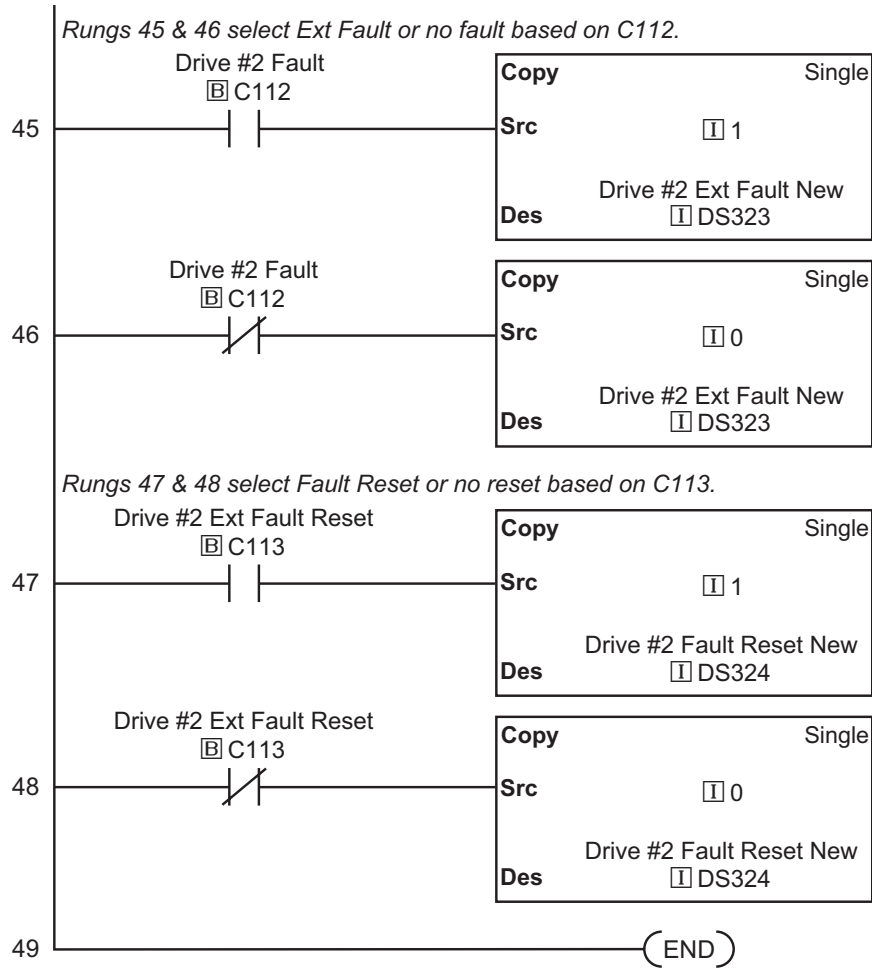 Rungs 45 & 46 select Ext Fault or no fault based on C112.
Drive #2 Fault
B C112
45
Copy Single
Src I 1
Drive #2 Ext Fault New
Des I DS323
Drive #2 Fault
B C112
46
Copy Single
Src I 0
Drive #2 Ext Fault New
Des I DS323
Rungs 47 & 48 select Fault Reset or no reset based on C113.
Drive #2 Ext Fault Reset
B C113
47
Copy Single
Src I 1
Drive #2 Fault Reset New
Des I DS324
Drive #2 Ext Fault Reset
B C113
48
Copy Single
Src I 0
Drive #2 Fault Reset New
Des I DS324
49 END